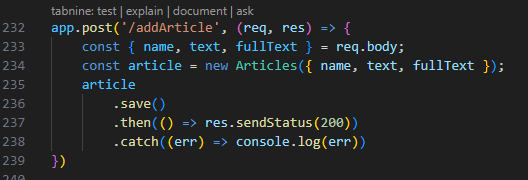 tabnine: test | explain | document | ask
232 app.post('/addArticle', (req, res) => {
233     const { name, text, fullText } = req.body;
234     const article = new Articles({ name, text, fullText });
235     article
236         .save()
237         .then(() => res.sendStatus(200))
238         .catch((err) => console.log(err))
239 })
240